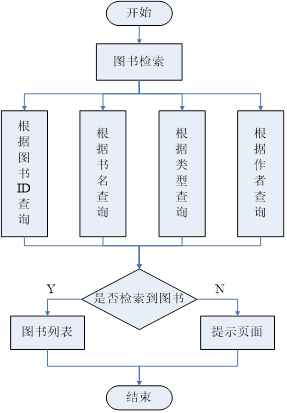 开始
图书检索
根据图书ID查询
根据书名查询
根据类型查询
根据作者查询
是否检索到图书
Y
N
图书列表
提示页面
结束